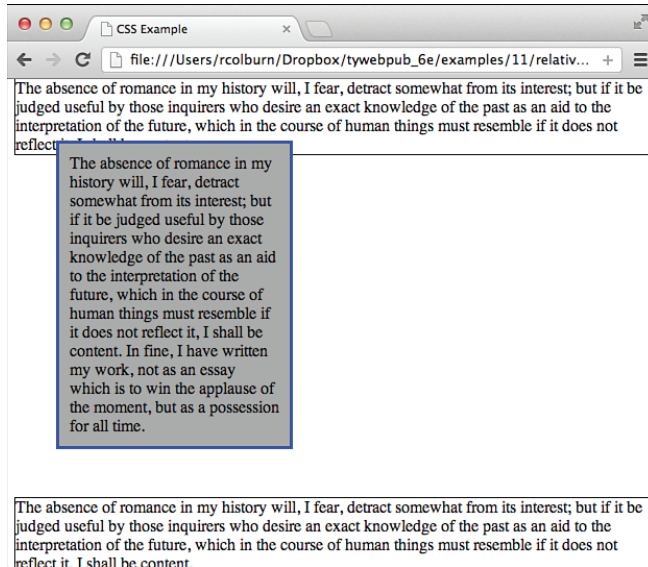 CSS Example
file:///Users/rcolburn/Dropbox/tywebpub_6e/examples/11/relativ...
The absence of romance in my history will, I fear, detract somewhat from its interest; but if it be
judged useful by those inquirers who desire an exact knowledge of the past as an aid to the
interpretation of the future, which in the course of human things must resemble if it does not
reflect
The absence of romance in my
history will, I fear, detract
somewhat from its interest; but
if it be judged useful by those
inquirers who desire an exact
knowledge of the past as an aid
to the interpretation of the
future, which in the course of
human things must resemble if
it does not reflect it, I shall be
content. In fine, I have written
my work, not as an essay
which is to win the applause of
the moment, but as a possession
for all time.
The absence of romance in my history will, I fear, detract somewhat from its interest; but if it be
judged useful by those inquirers who desire an exact knowledge of the past as an aid to the
interpretation of the future, which in the course of human things must resemble if it does not
reflect it, I shall be content.